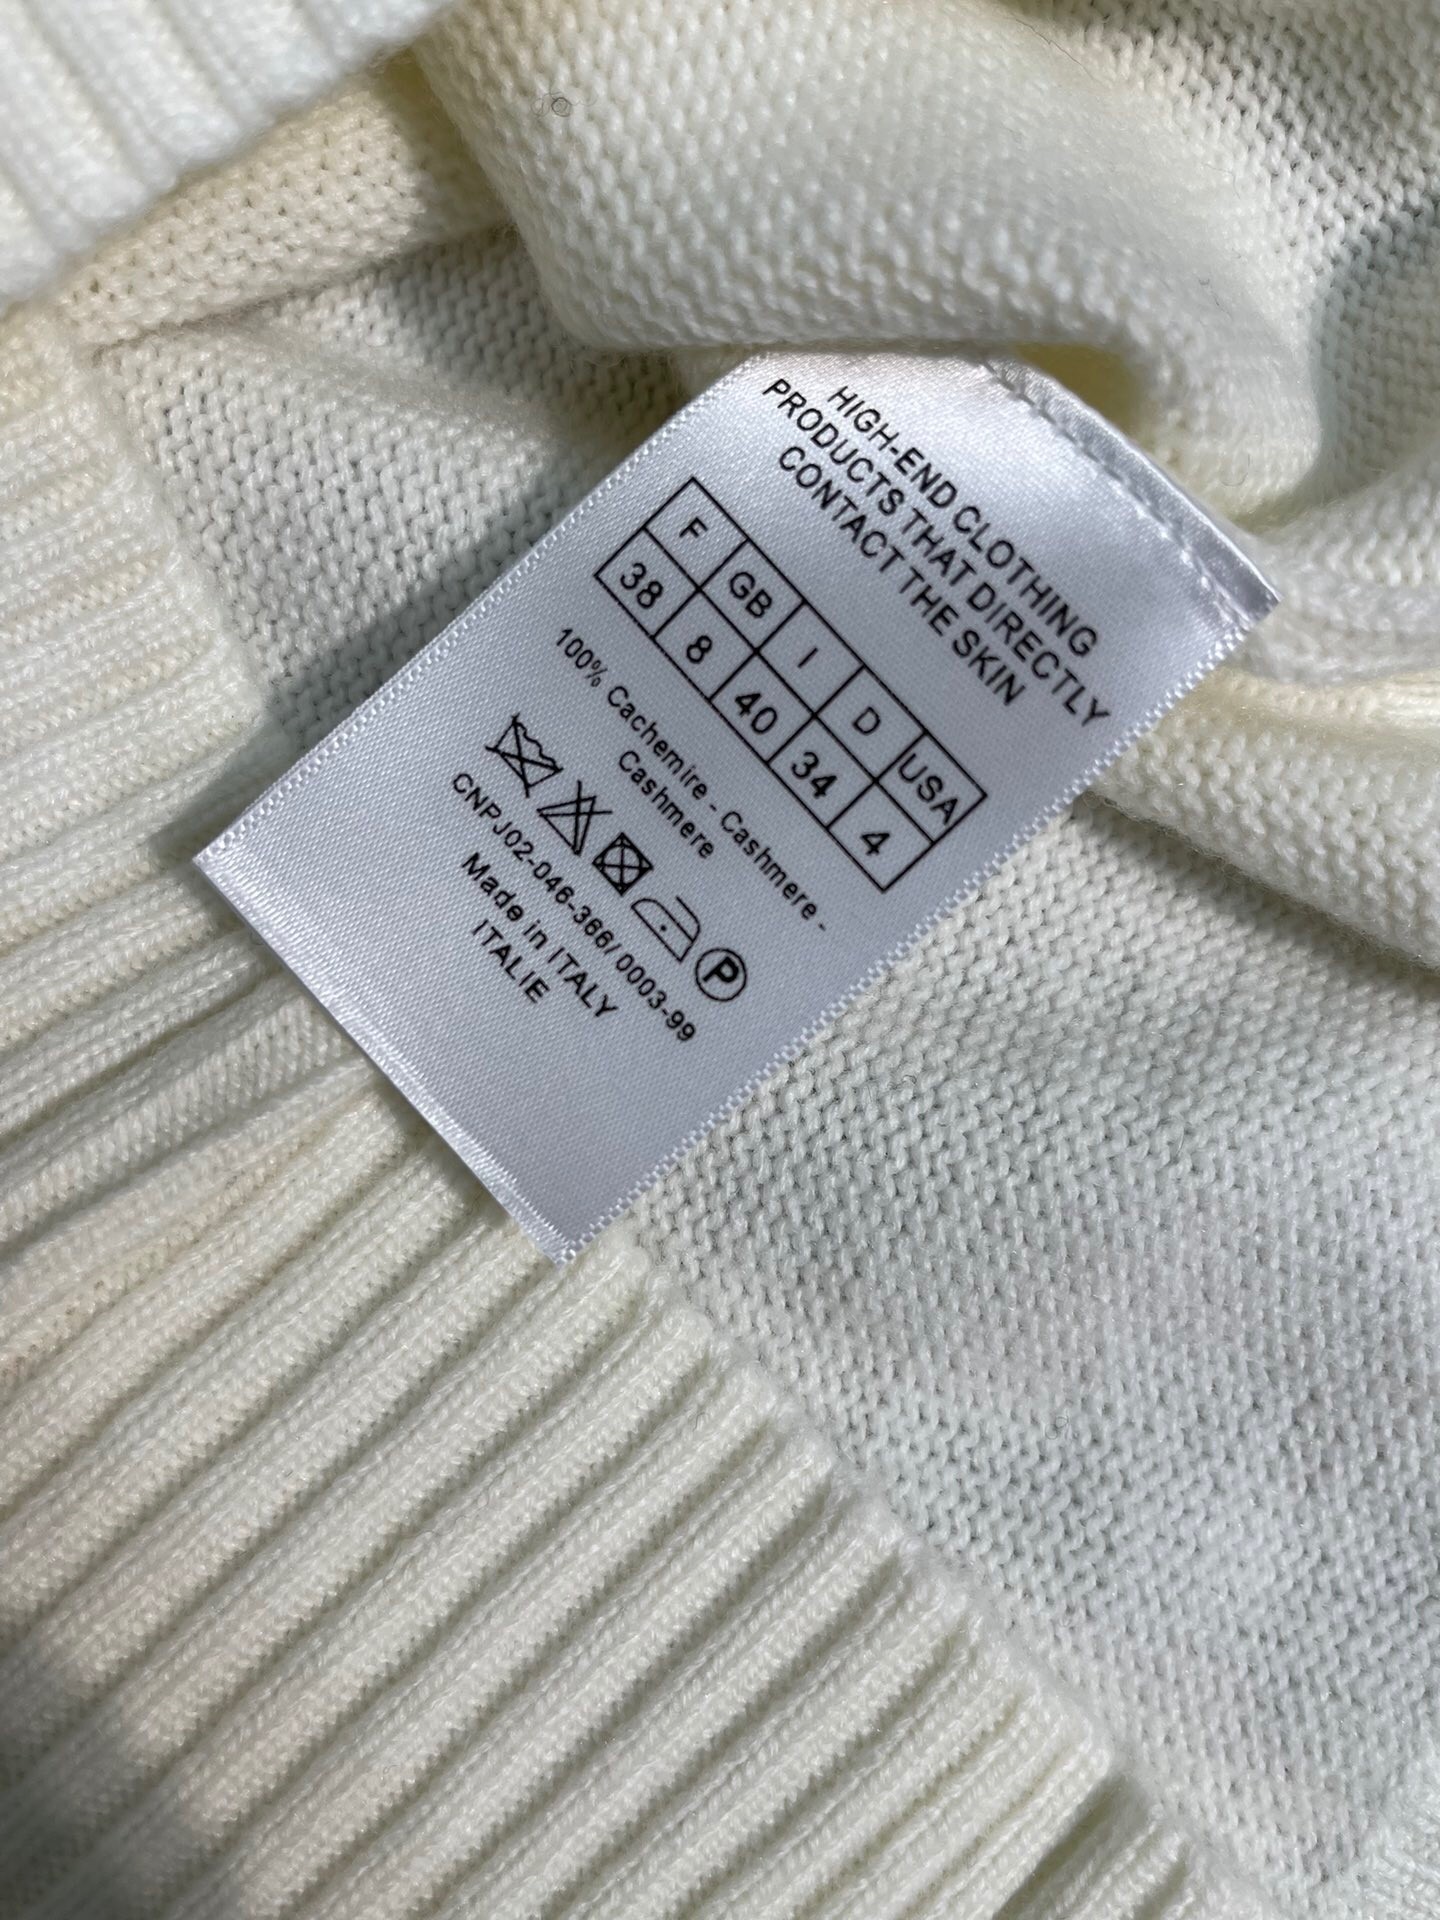 HIGH-END CLOTHING
PRODUCTS THAT DIRECTLY
CONTACT THE SKIN
F GB I D USA
38 8 40 34 4
100% Cachemire - Cashmere -
Cashmere
P
CNPJ02-046-366/0003-99
Made in ITALY
ITALIE